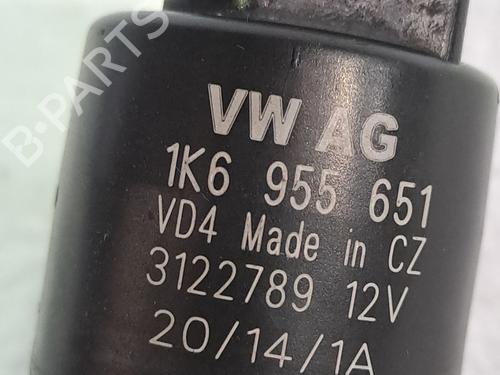 B-PARTS
VW AG
1K6 955 651
VD4 Made in CZ
3122789 12V
20/14/1A